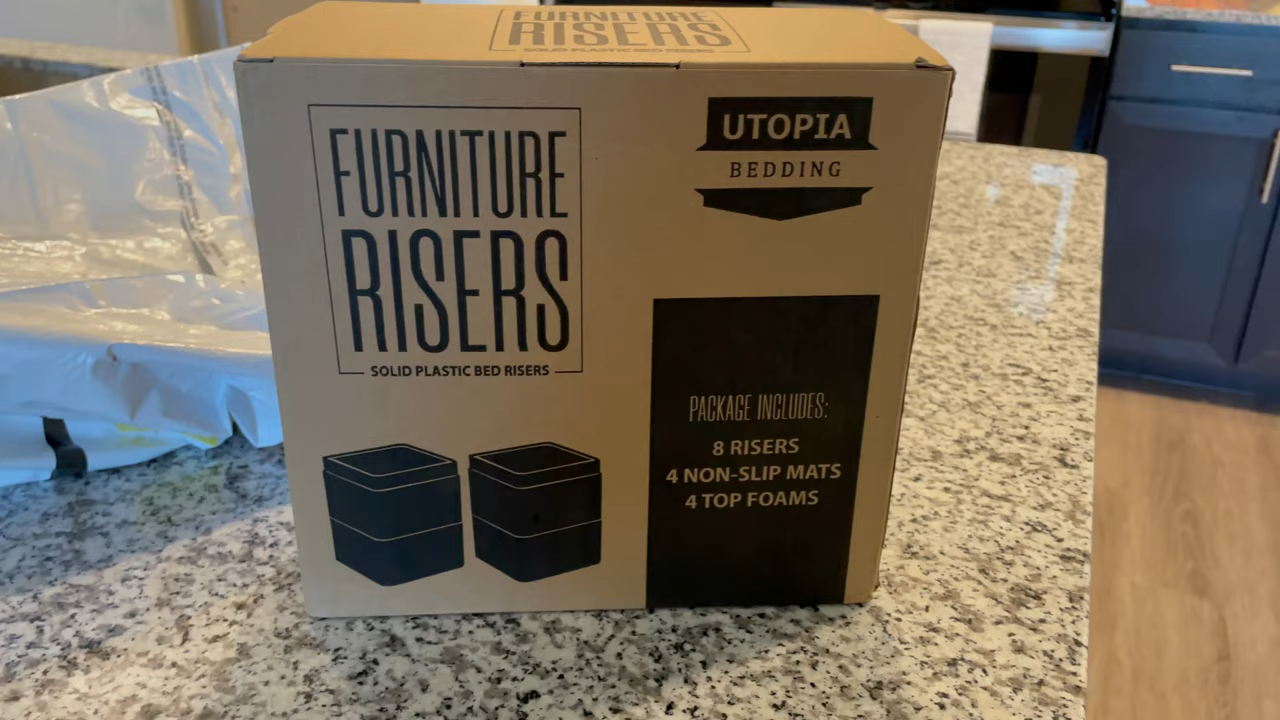 FURNITURE
RISERS
SOLID PLASTIC BED RISERS
FURNITURE
RISERS
SOLID PLASTIC BED RISERS
UTOPIA
BEDDING
PACKAGE INCLUDES:
8 RISERS
4 NON-SLIP MATS
4 TOP FOAMS